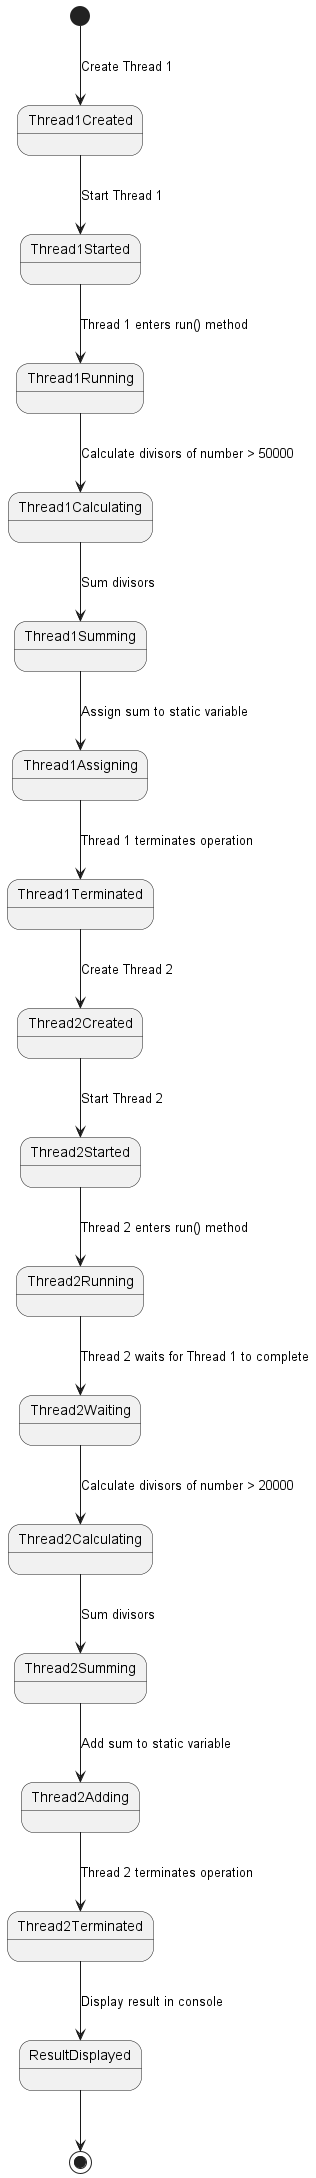 Create Thread 1
Thread1Created
Start Thread 1
Thread1Started
Thread 1 enters run() method
Thread1Running
Calculate divisors of number > 50000
Thread1Calculating
Sum divisors
Thread1Summing
Assign sum to static variable
Thread1Assigning
Thread 1 terminates operation
Thread1Terminated
Create Thread 2
Thread2Created
Start Thread 2
Thread2Started
Thread 2 enters run() method
Thread2Running
Thread 2 waits for Thread 1 to complete
Thread2Waiting
Calculate divisors of number > 20000
Thread2Calculating
Sum divisors
Thread2Summing
Add sum to static variable
Thread2Adding
Thread 2 terminates operation
Thread2Terminated
Display result in console
ResultDisplayed